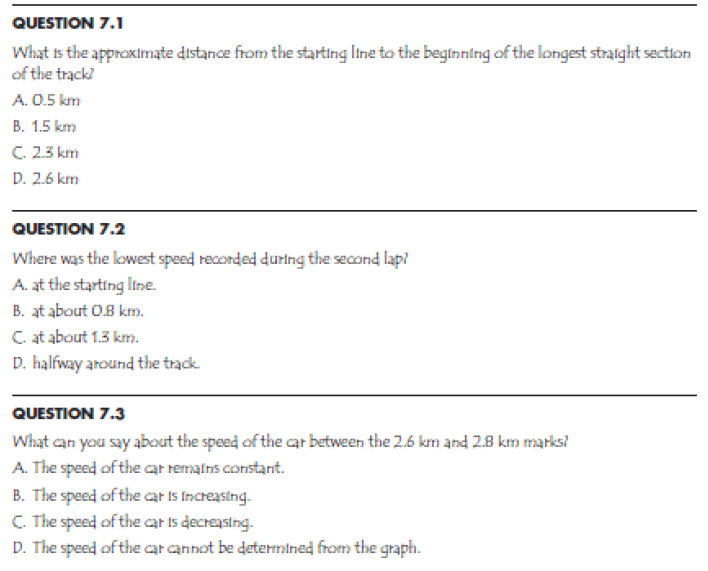 QUESTION 7.1
What is the approximate distance from the starting line to the beginning of the longest straight section
of the track?
A. 0.5 km
B. 1.5 km
C. 2.3 km
D. 2.6 km
QUESTION 7.2
Where was the lowest speed recorded during the second lap?
A. at the starting line.
B. at about 0.8 km.
C. at about 1.3 km.
D. halfway around the track.
QUESTION 7.3
What can you say about the speed of the car between the 2.6 km and 2.8 km marks?
A. The speed of the car remains constant.
B. The speed of the car is increasing.
C. The speed of the car is decreasing.
D. The speed of the car cannot be determined from the graph.